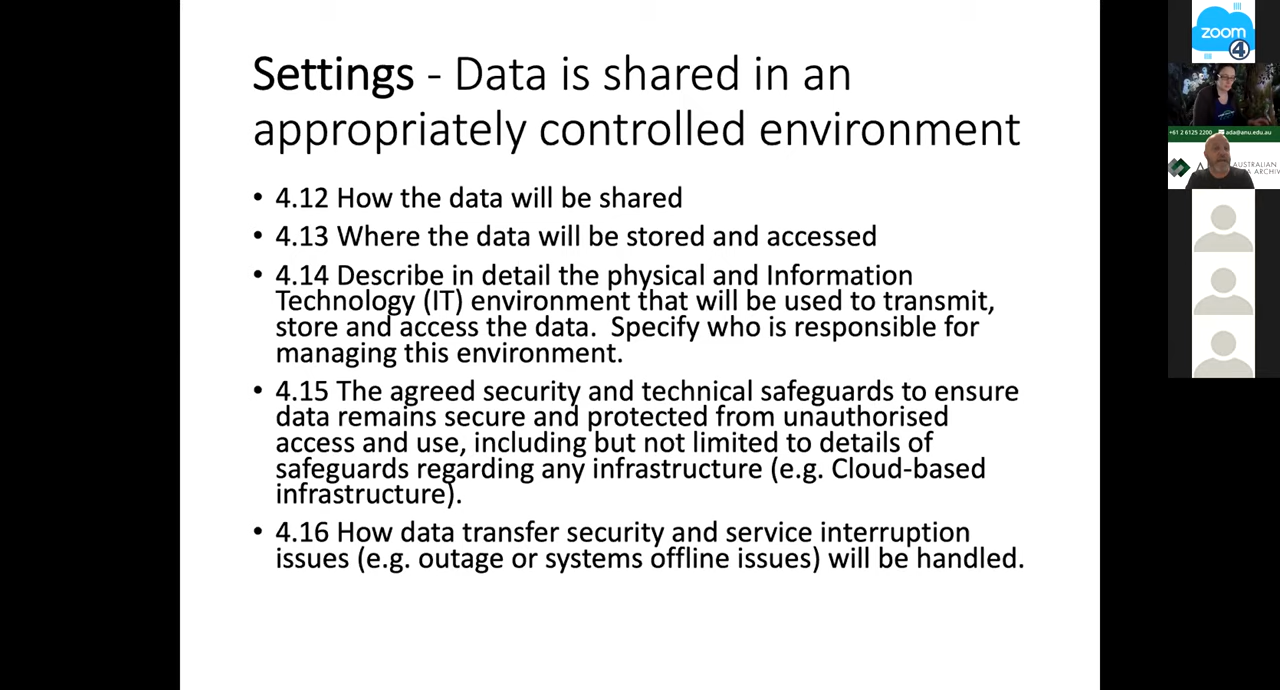 Settings - Data is shared in an
appropriately controlled environment
• 4.12 How the data will be shared
• 4.13 Where the data will be stored and accessed
• 4.14 Describe in detail the physical and Information
Technology (IT) environment that will be used to transmit,
store and access the data.  Specify who is responsible for
managing this environment.
• 4.15 The agreed security and technical safeguards to ensure
data remains secure and protected from unauthorised
access and use, including but not limited to details of
safeguards regarding any infrastructure (e.g. Cloud-based
infrastructure).
• 4.16 How data transfer security and service interruption
issues (e.g. outage or systems offline issues) will be handled.
zoom
4
+61 2 6125 2200 ada@anu.edu.au
AUSTRALIAN